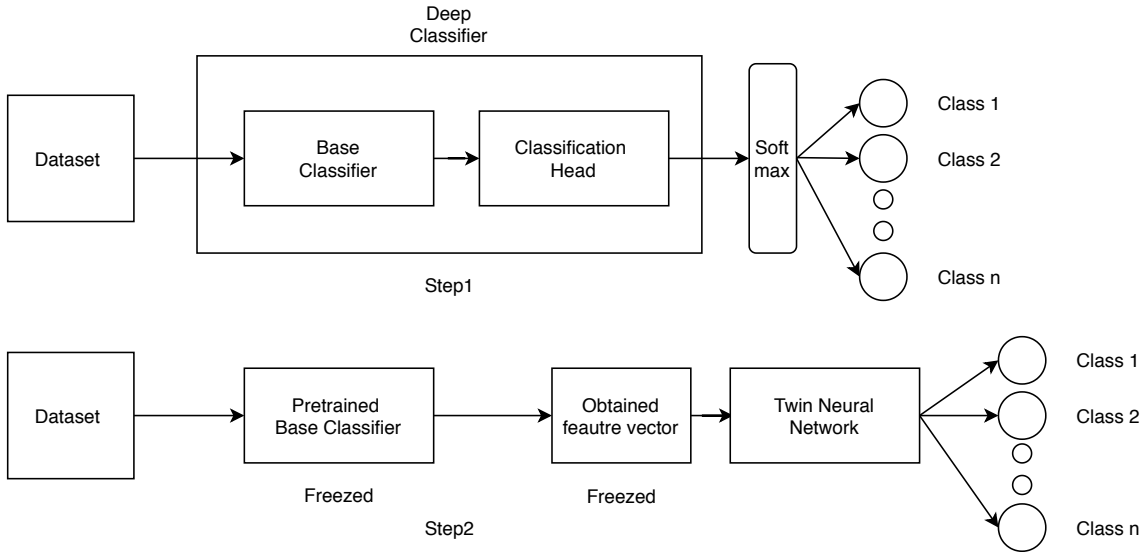 Deep
Classifier
Dataset
Base
Classifier
Classification
Head
Soft
max
Class 1
Class 2
Class n
Step1
Dataset
Pretrained
Base Classifier
Obtained
feautre vector
Twin Neural
Network
Class 1
Class 2
Class n
Freezed
Freezed
Step2